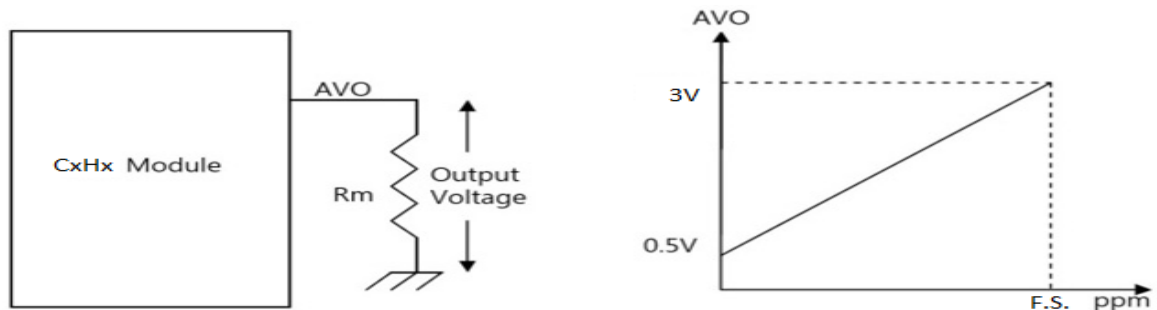 AVO
CxHx Module
Rm
Output
Voltage
AVO
3V
0.5V
F.S.
ppm